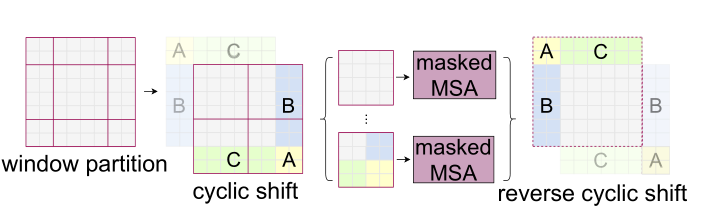 A
C
B
B
C
A
window partition
cyclic shift
masked
MSA
...
masked
MSA
A
C
B
B
C
A
reverse cyclic shift